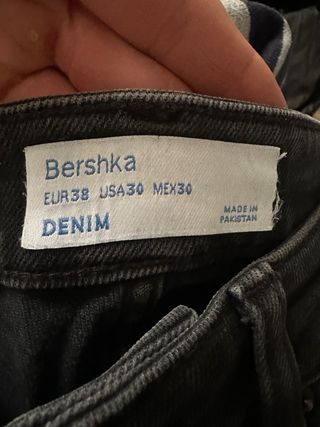 Bershka
EUR38 USA30 MEX30
DENIM
MADE IN
PAKISTAN